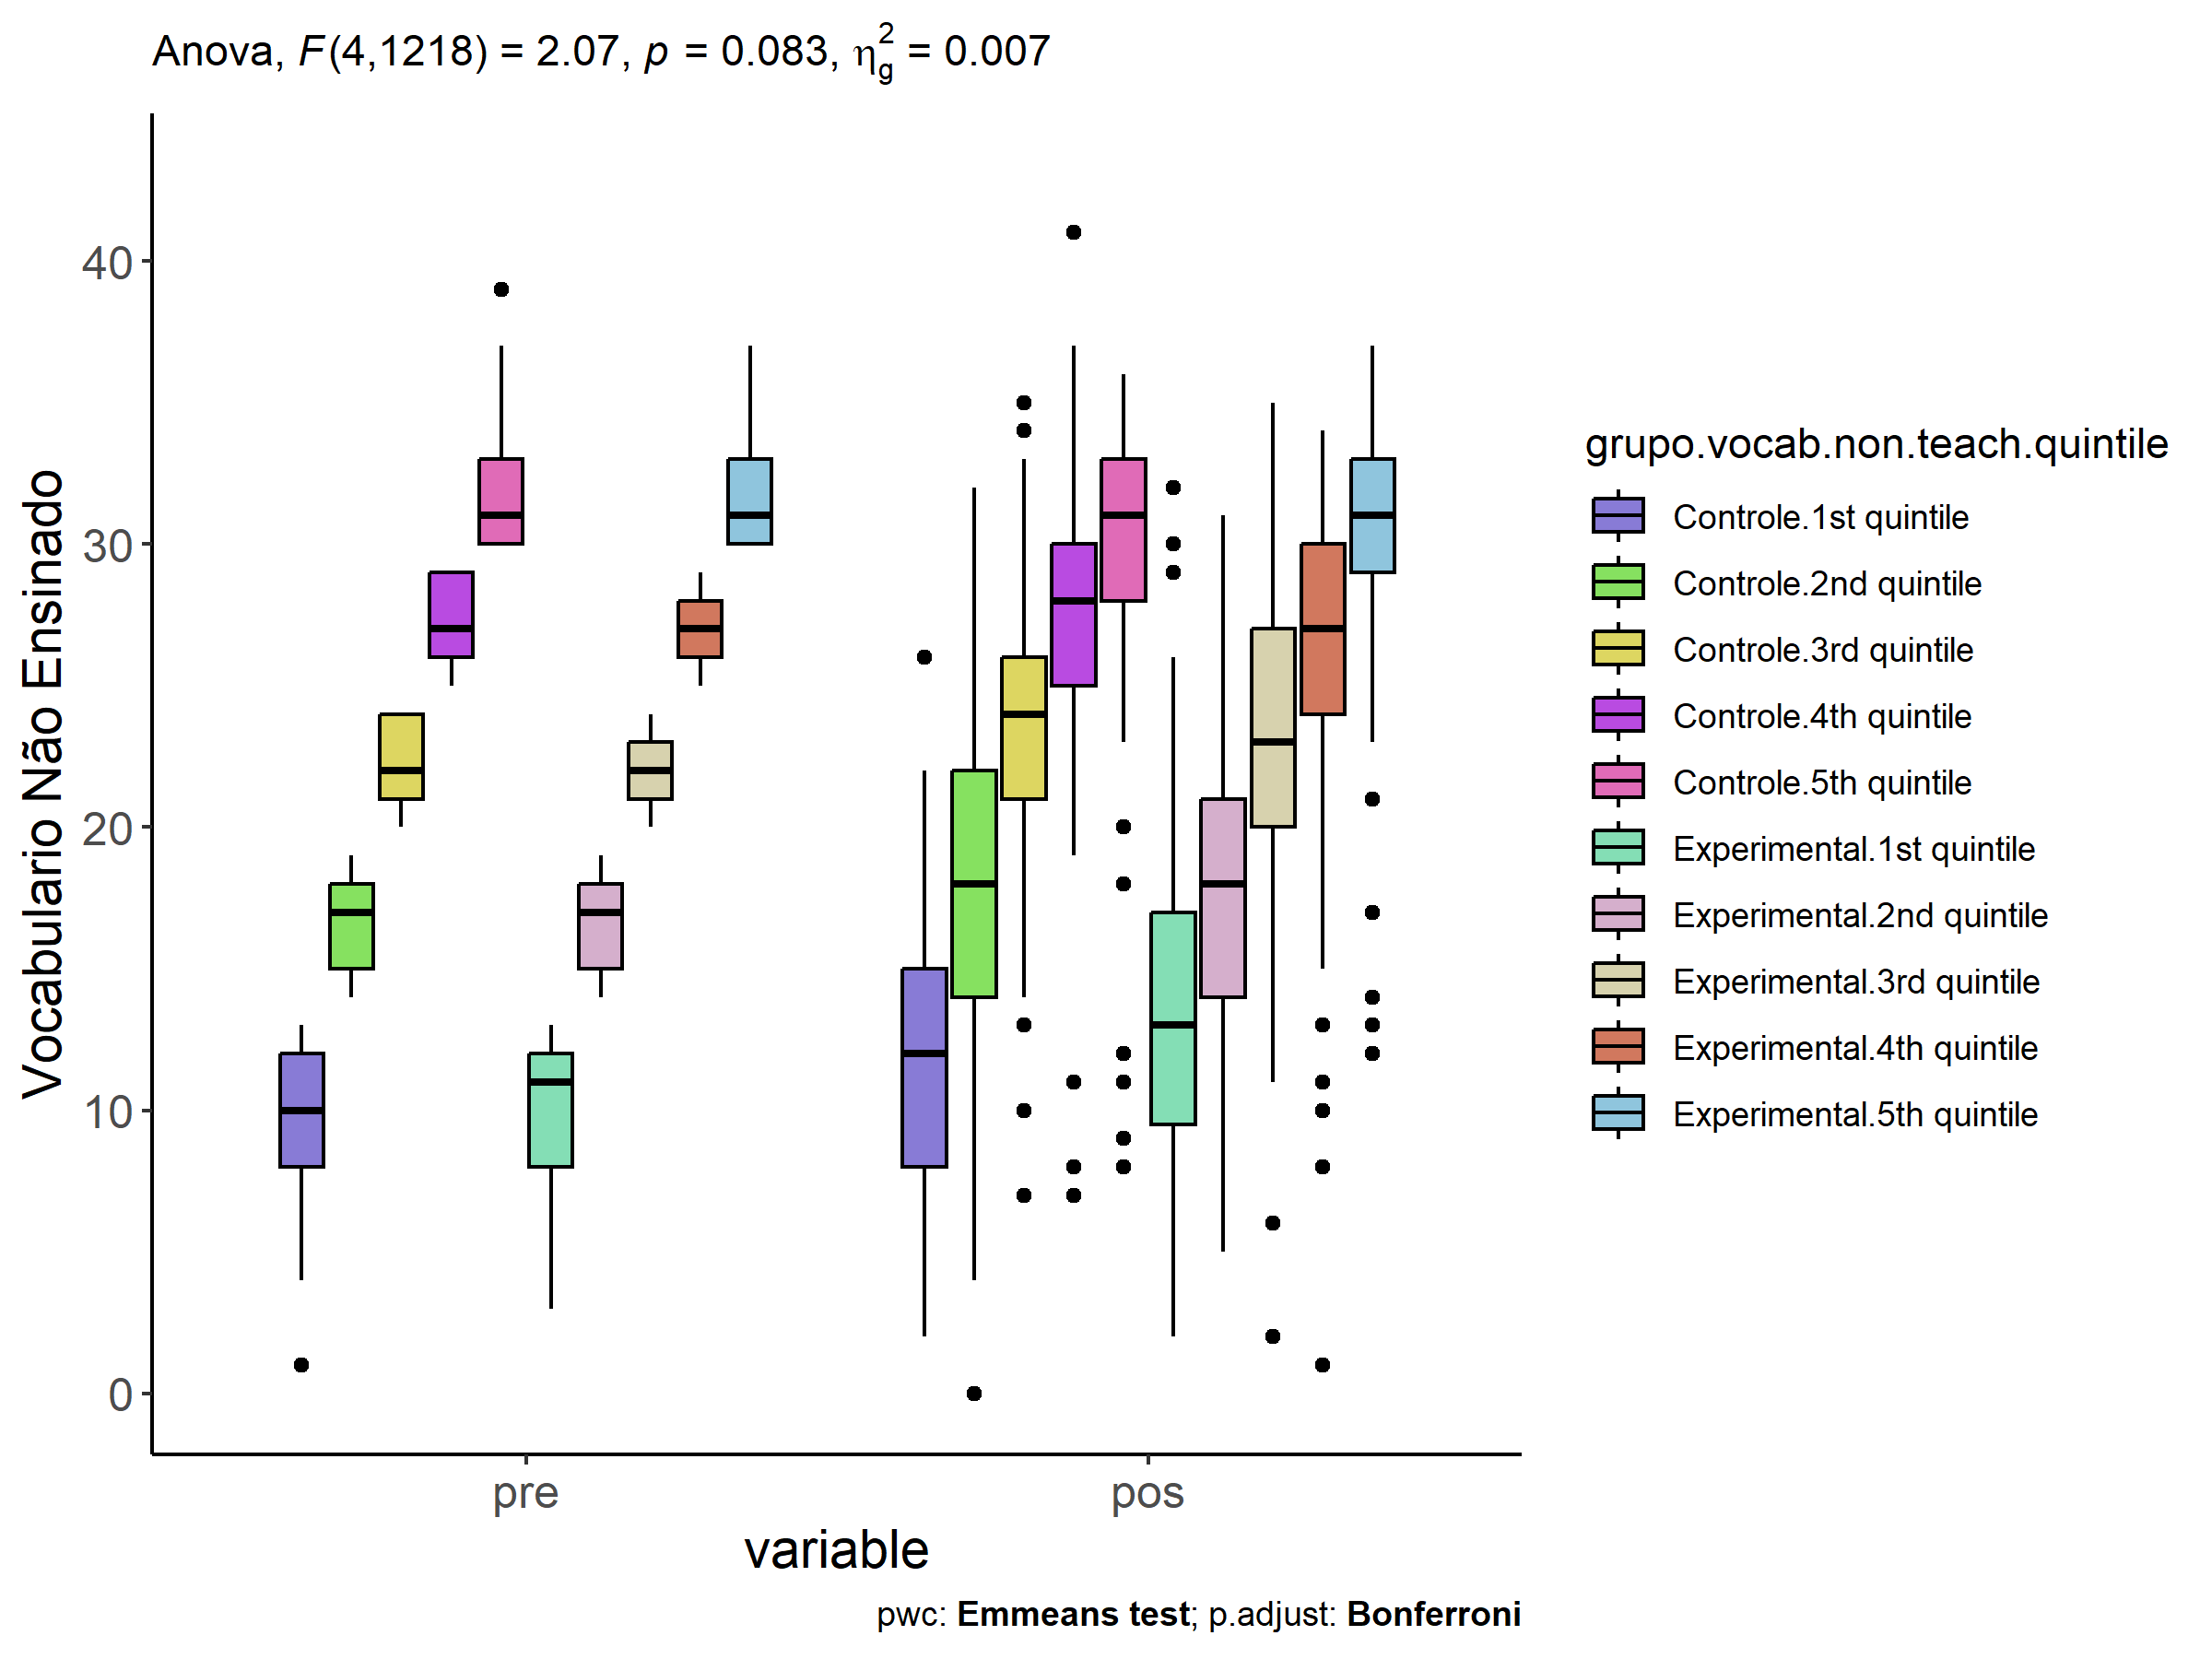 Anova, F(4,1218) = 2.07, p = 0.083, η²g = 0.007
Vocabulario Não Ensinado
40
30
20
10
0
pre
pos
variable
grupo.vocab.non.teach.quintile
Controle.1st quintile
Controle.2nd quintile
Controle.3rd quintile
Controle.4th quintile
Controle.5th quintile
Experimental.1st quintile
Experimental.2nd quintile
Experimental.3rd quintile
Experimental.4th quintile
Experimental.5th quintile
pwc: Emmeans test; p.adjust: Bonferroni